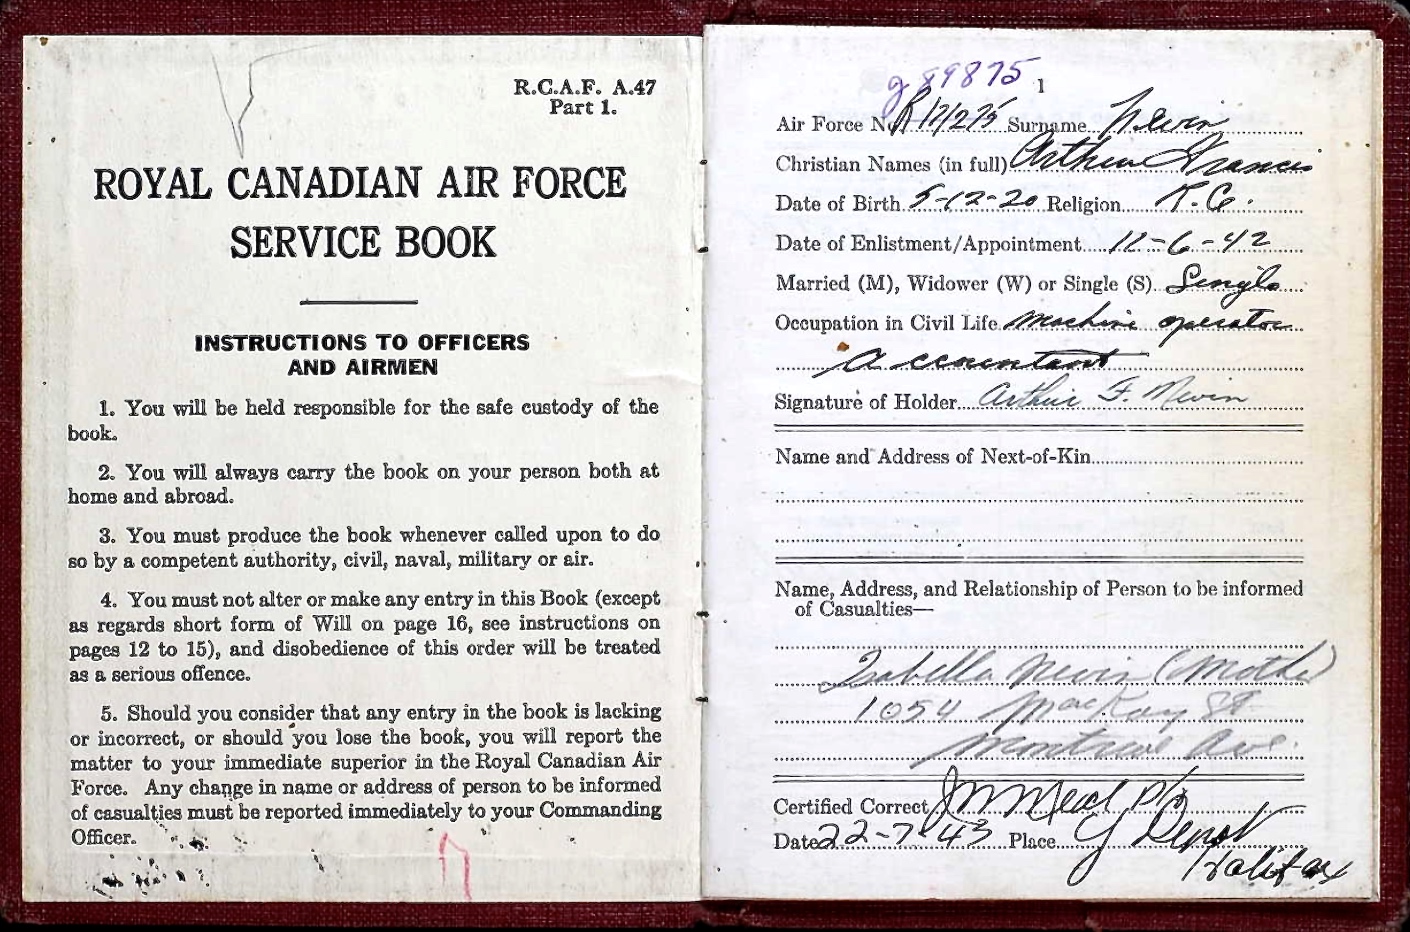 R.C.A.F. A.47
Part 1.
ROYAL CANADIAN AIR FORCE
SERVICE BOOK
INSTRUCTIONS TO OFFICERS
AND AIRMEN
1. You will be held responsible for the safe custody of the
book.
2. You will always carry the book on your person both at
home and abroad.
3. You must produce the book whenever called upon to do
so by a competent authority, civil, naval, military or air.
4. You must not alter or make any entry in this Book (except
as regards short form of Will on page 16, see instructions on
pages 12 to 15), and disobedience of this order will be treated
as a serious offence.
5. Should you consider that any entry in the book is lacking
or incorrect, or should you lose the book, you will report the
matter to your immediate superior in the Royal Canadian Air
Force. Any change in name or address of person to be informed
of casualties must be reported immediately to your Commanding
Officer.
J89875
1
Air Force No. R171275 Surname Nevin
Christian Names (in full) Arthur Francis
Date of Birth 5-12-20 Religion R.C.
Date of Enlistment/Appointment 11-6-42
Married (M), Widower (W) or Single (S) Single
Occupation in Civil Life machine operator
Accountant
Signature of Holder Arthur F. Nevin
Name and Address of Next-of-Kin
Name, Address, and Relationship of Person to be informed
of Casualties—
Isabella Nevin (Mother)
1054 MacKay St
Montreal
Certified Correct
Date 22-7-43 Place Y Depot
Halifax